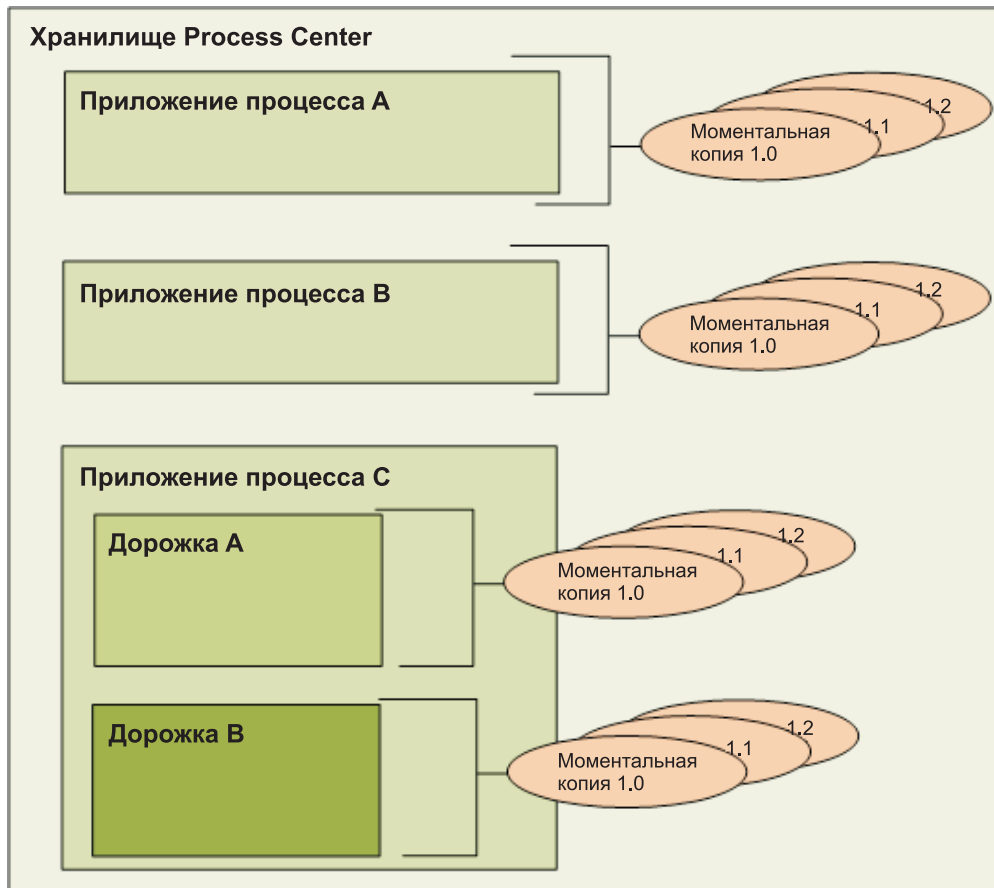 Хранилище Process Center
Приложение процесса A
Моментальная
копия 1.0
1.1
1.2
Приложение процесса B
Моментальная
копия 1.0
1.1
1.2
Приложение процесса C
Дорожка A
Моментальная
копия 1.0
1.1
1.2
Дорожка B
Моментальная
копия 1.0
1.1
1.2